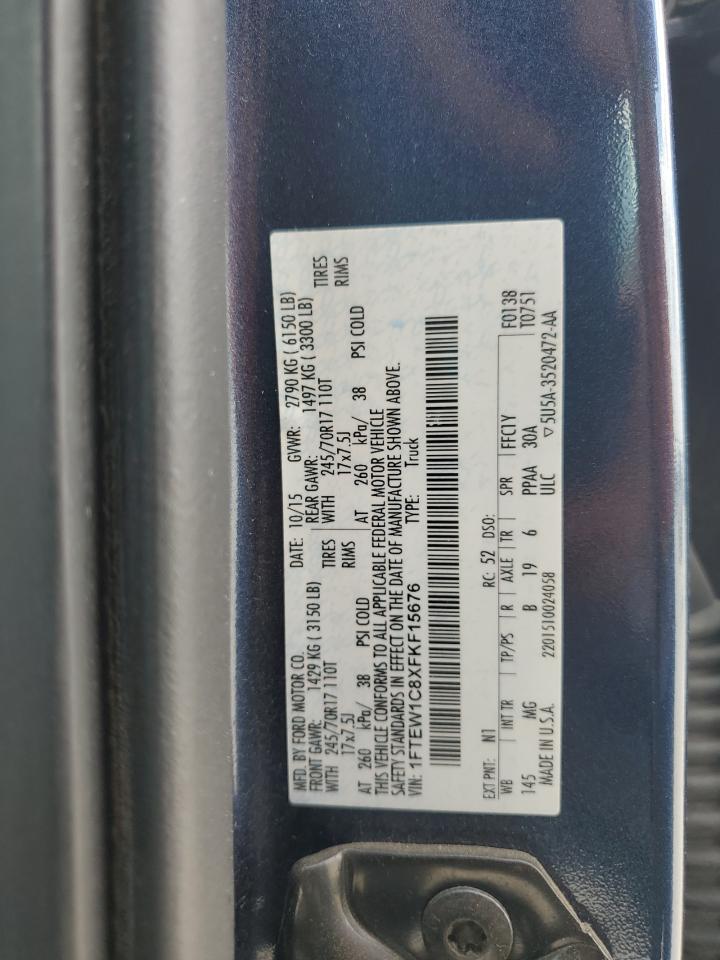 MFD. BY FORD MOTOR CO. DATE: 10/15 GVWR: 2790 KG ( 6150 LB)
FRONT GAWR: 1429 KG ( 3150 LB) REAR GAWR: 1497 KG ( 3300 LB)
WITH 245/70R17 110T TIRES WITH 245/70R17 110T TIRES
17x7.5J RIMS 17x7.5J RIMS
AT 260 kPa/ 38 PSI COLD AT 260 kPa/ 38 PSI COLD
THIS VEHICLE CONFORMS TO ALL APPLICABLE FEDERAL MOTOR VEHICLE
SAFETY STANDARDS IN EFFECT ON THE DATE OF MANUFACTURE SHOWN ABOVE.
VIN: 1FTEW1C8XFKF15676 TYPE: Truck
EXT PNT: N1 RC: 52 DSO:
WB INT TR TP/PS R AXLE TR SPR FFC1Y F0138
145 MG B 19 6 PPAA 30A T0751
MADE IN U.S.A. 2201510024058 ULC ▽5U5A-3520472-AA